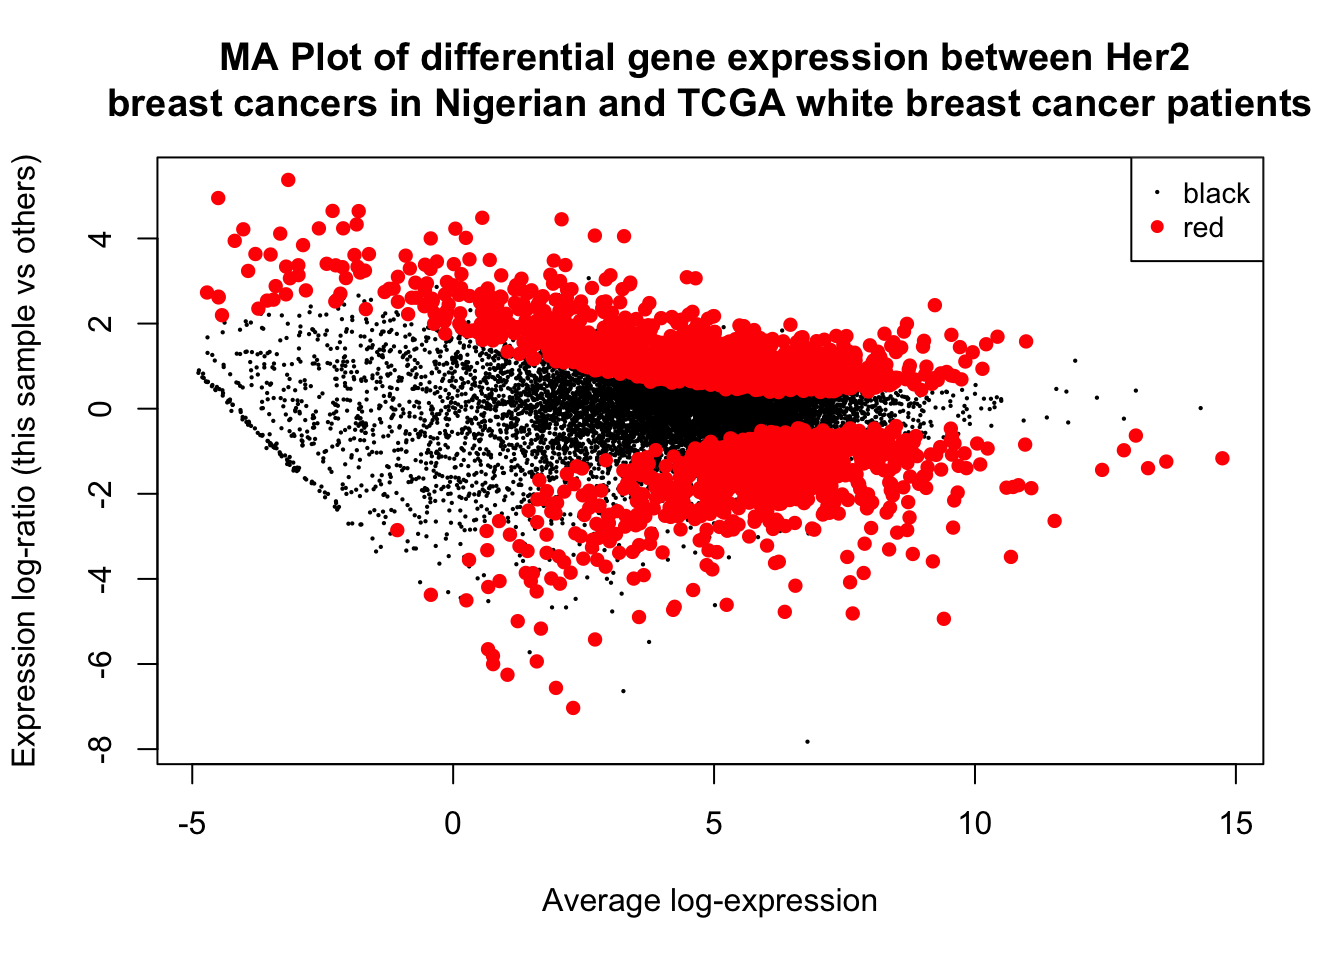 MA Plot of differential gene expression between Her2
breast cancers in Nigerian and TCGA white breast cancer patients
Expression log-ratio (this sample vs others)
black
red
4
2
0
-2
-4
-6
-8
-5
0
5
10
15
Average log-expression